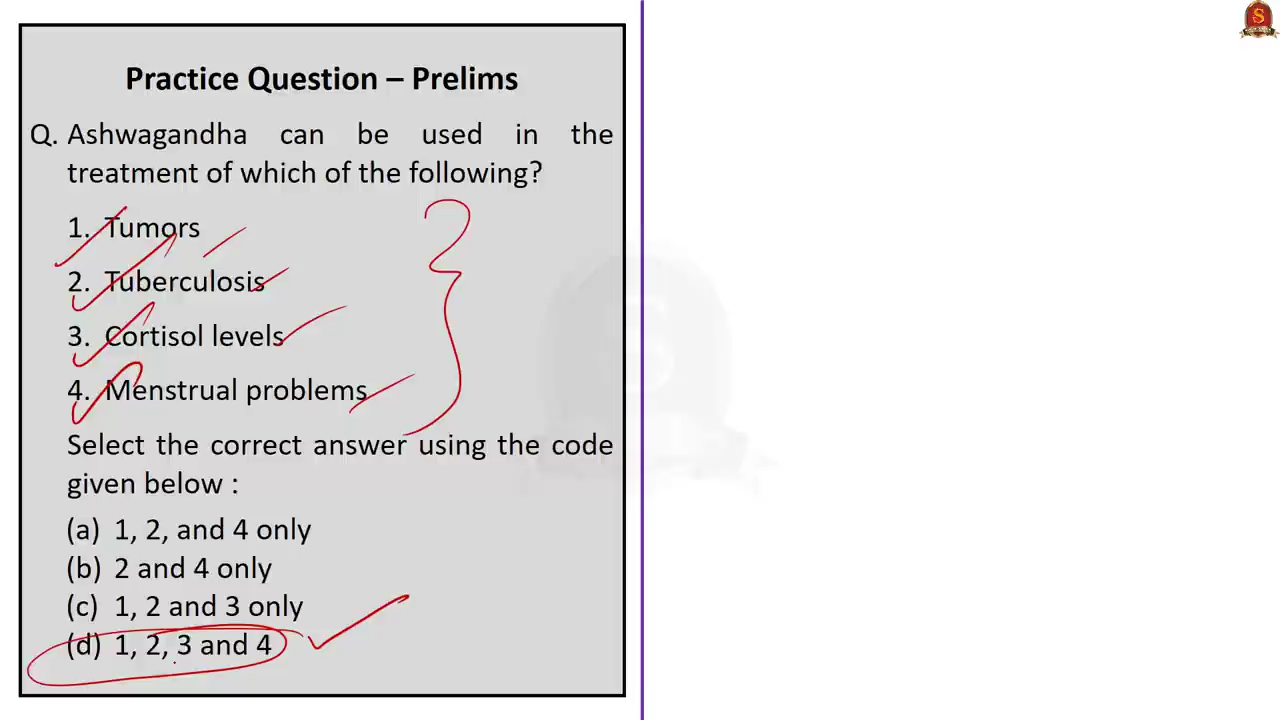 Practice Question – Prelims
Q. Ashwagandha can be used in the
treatment of which of the following?
1. Tumors
2. Tuberculosis
3. Cortisol levels
4. Menstrual problems
Select the correct answer using the code
given below :
(a) 1, 2, and 4 only
(b) 2 and 4 only
(c) 1, 2 and 3 only
(d) 1, 2, 3 and 4
S